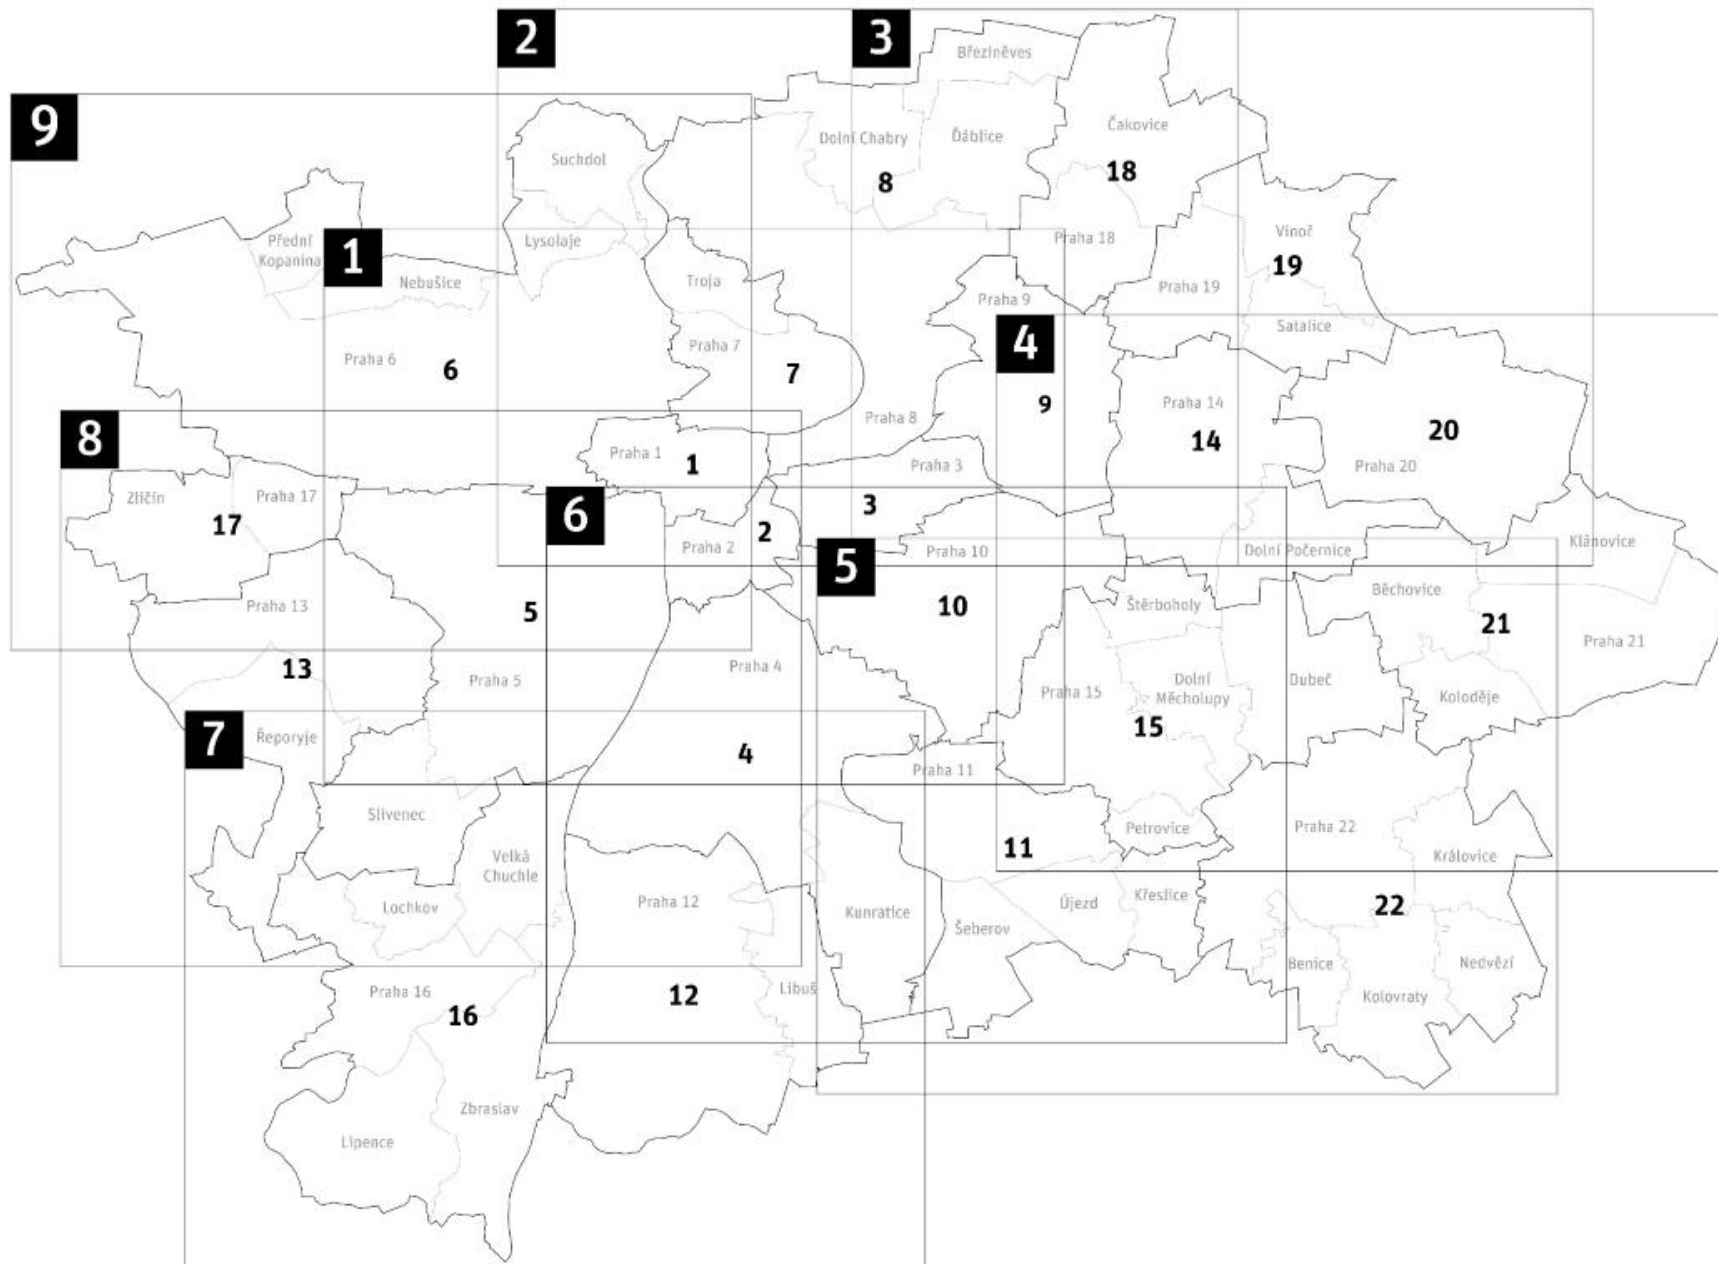 2
3
Březiněves
9
Čakovice
Dolní Chabry
Ďáblice
Suchdol
18
8
Vinoř
Přední
Kopanina
1
Lysolaje
Praha 18
19
Nebušice
Troja
Praha 19
Praha 9
Satalice
4
Praha 7
Praha 6
6
7
9
Praha 14
Praha 8
20
8
14
Praha 1
1
Praha 3
Praha 20
Zličín
Praha 17
3
17
6
2
Praha 2
Praha 10
Dolní Počernice
Klánovice
5
Běchovice
Praha 13
5
10
Štěrboholy
21
Praha 21
13
Praha 4
Praha 5
Praha 15
Dolní
Měcholupy
Dubeč
Koloděje
7
Řeporyje
15
4
Praha 11
Slivenec
Petrovice
Praha 22
11
Velká
Chuchle
Královice
Praha 12
Lochkov
Kunratice
Újezd
Křeslice
22
Šeberov
Benice
Nedvězí
Praha 16
12
Libuš
Kolovraty
16
Zbraslav
Lipence